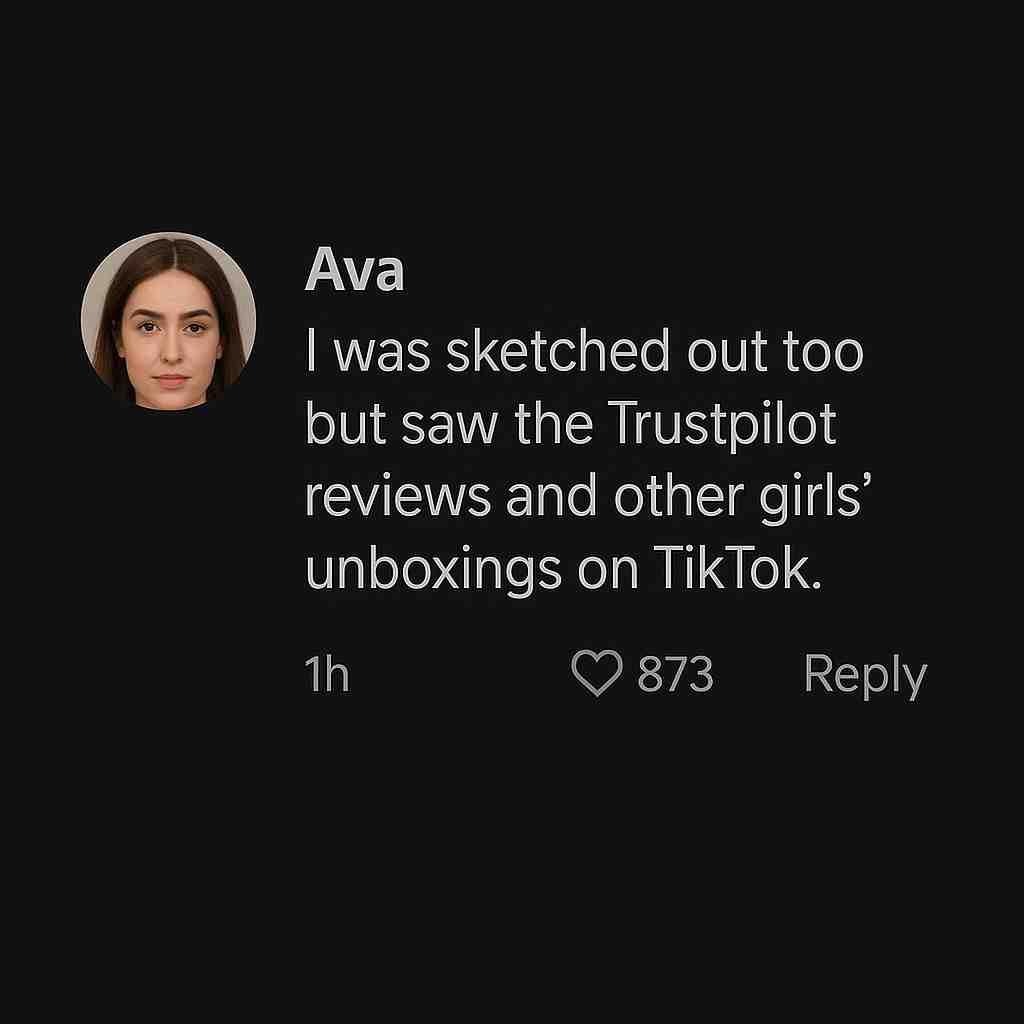 Ava
I was sketched out too
but saw the Trustpilot
reviews and other girls’
unboxings on TikTok.
1h 873 Reply